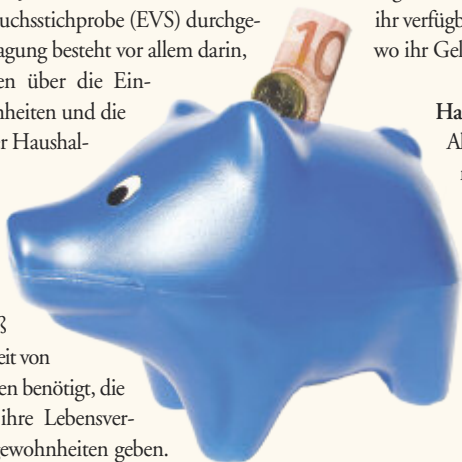 uchsstichprobe (EVS) durchge-
agung besteht vor allem darin,
en über die Ein-
nheiten und die
r Haushal-
ß
eit von
en benötigt, die
ihre Lebensver-
gewohnheiten geben.
10
ihr verfügb
wo ihr Gel
Ha
Al